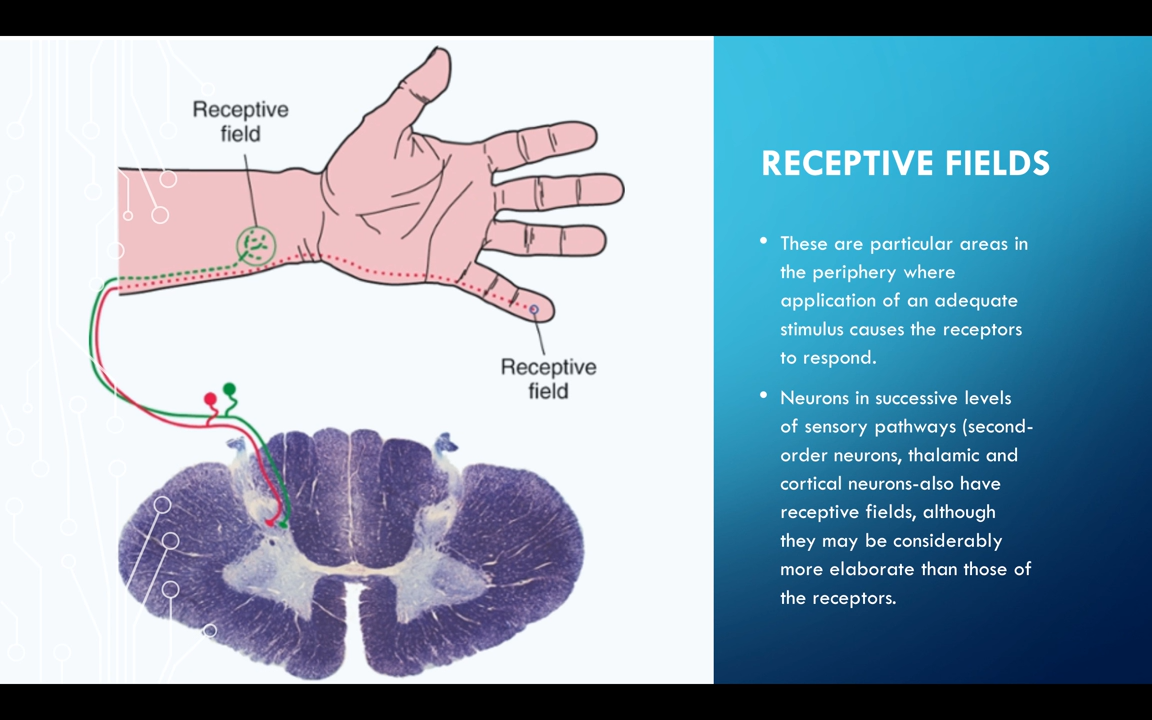 Receptive
field
Receptive
field
RECEPTIVE FIELDS
• These are particular areas in
the periphery where
application of an adequate
stimulus causes the receptors
to respond.
• Neurons in successive levels
of sensory pathways (second-
order neurons, thalamic and
cortical neurons-also have
receptive fields, although
they may be considerably
more elaborate than those of
the receptors.